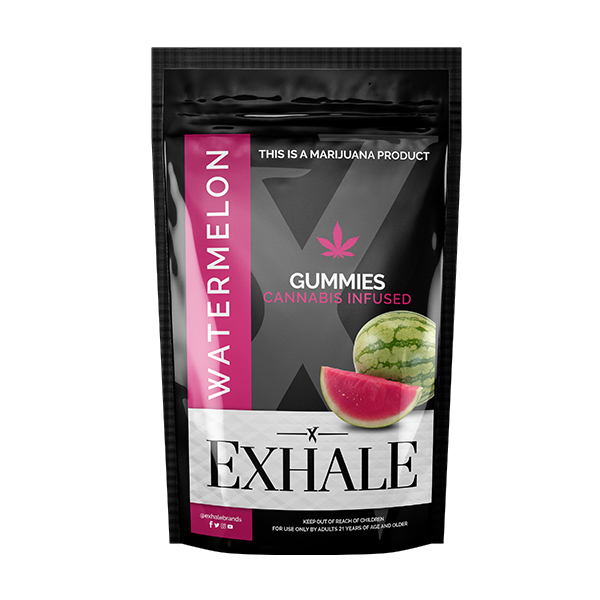 WATERMELON
THIS IS A MARIJUANA PRODUCT
GUMMIES
CANNABIS INFUSED
X
EXHALE
@exhalebrands
KEEP OUT OF REACH OF CHILDREN
FOR USE ONLY BY ADULTS 21 YEARS OF AGE AND OLDER